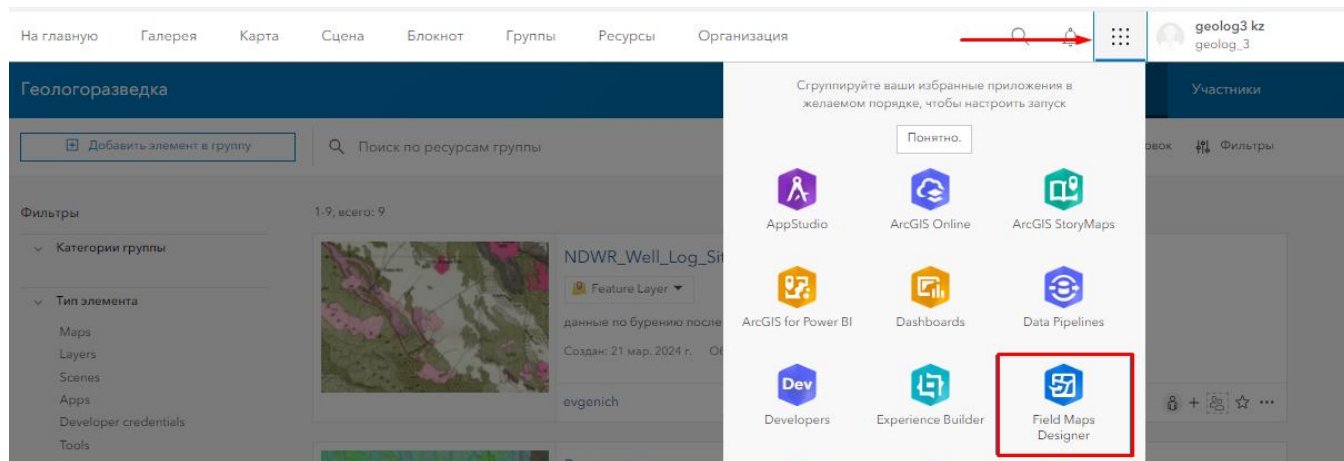 На главную Галерея Карта Сцена Блокнот Группы Ресурсы Организация
geolog3 kz
geolog_3
Геологоразведка
Участники
Сгруппируйте ваши избранные приложения в
желаемом порядке, чтобы настроить запуск
Понятно.
Добавить элемент в группу
Поиск по ресурсам группы
Фильтры
Фильтры
1-9, всего: 9
Категории группы
Тип элемента
Maps
Layers
Scenes
Apps
Developer credentials
Tools
NDWR_Well_Log_Sit
Feature Layer
данные по бурению после
Создан: 21 мар. 2024 г.
evgenich
AppStudio
ArcGIS Online
ArcGIS StoryMaps
ArcGIS for Power BI
Dashboards
Data Pipelines
Dev
Developers
Experience Builder
Field Maps
Designer